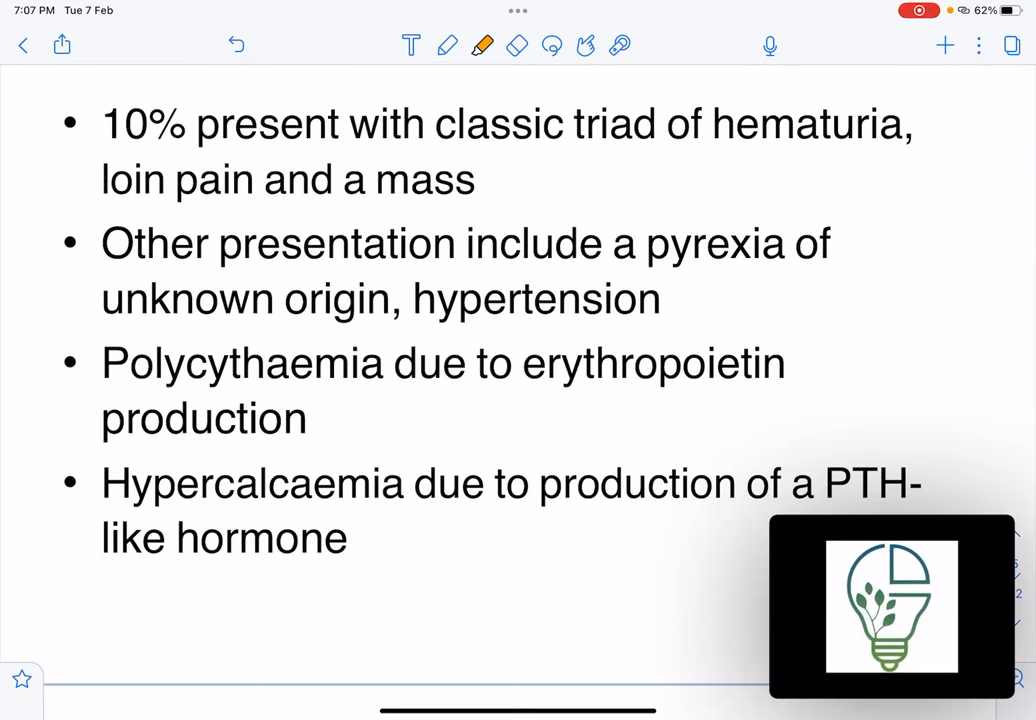 7:07 PM Tue 7 Feb
62%
• 10% present with classic triad of hematuria,
loin pain and a mass
• Other presentation include a pyrexia of
unknown origin, hypertension
• Polycythaemia due to erythropoietin
production
• Hypercalcaemia due to production of a PTH-
like hormone